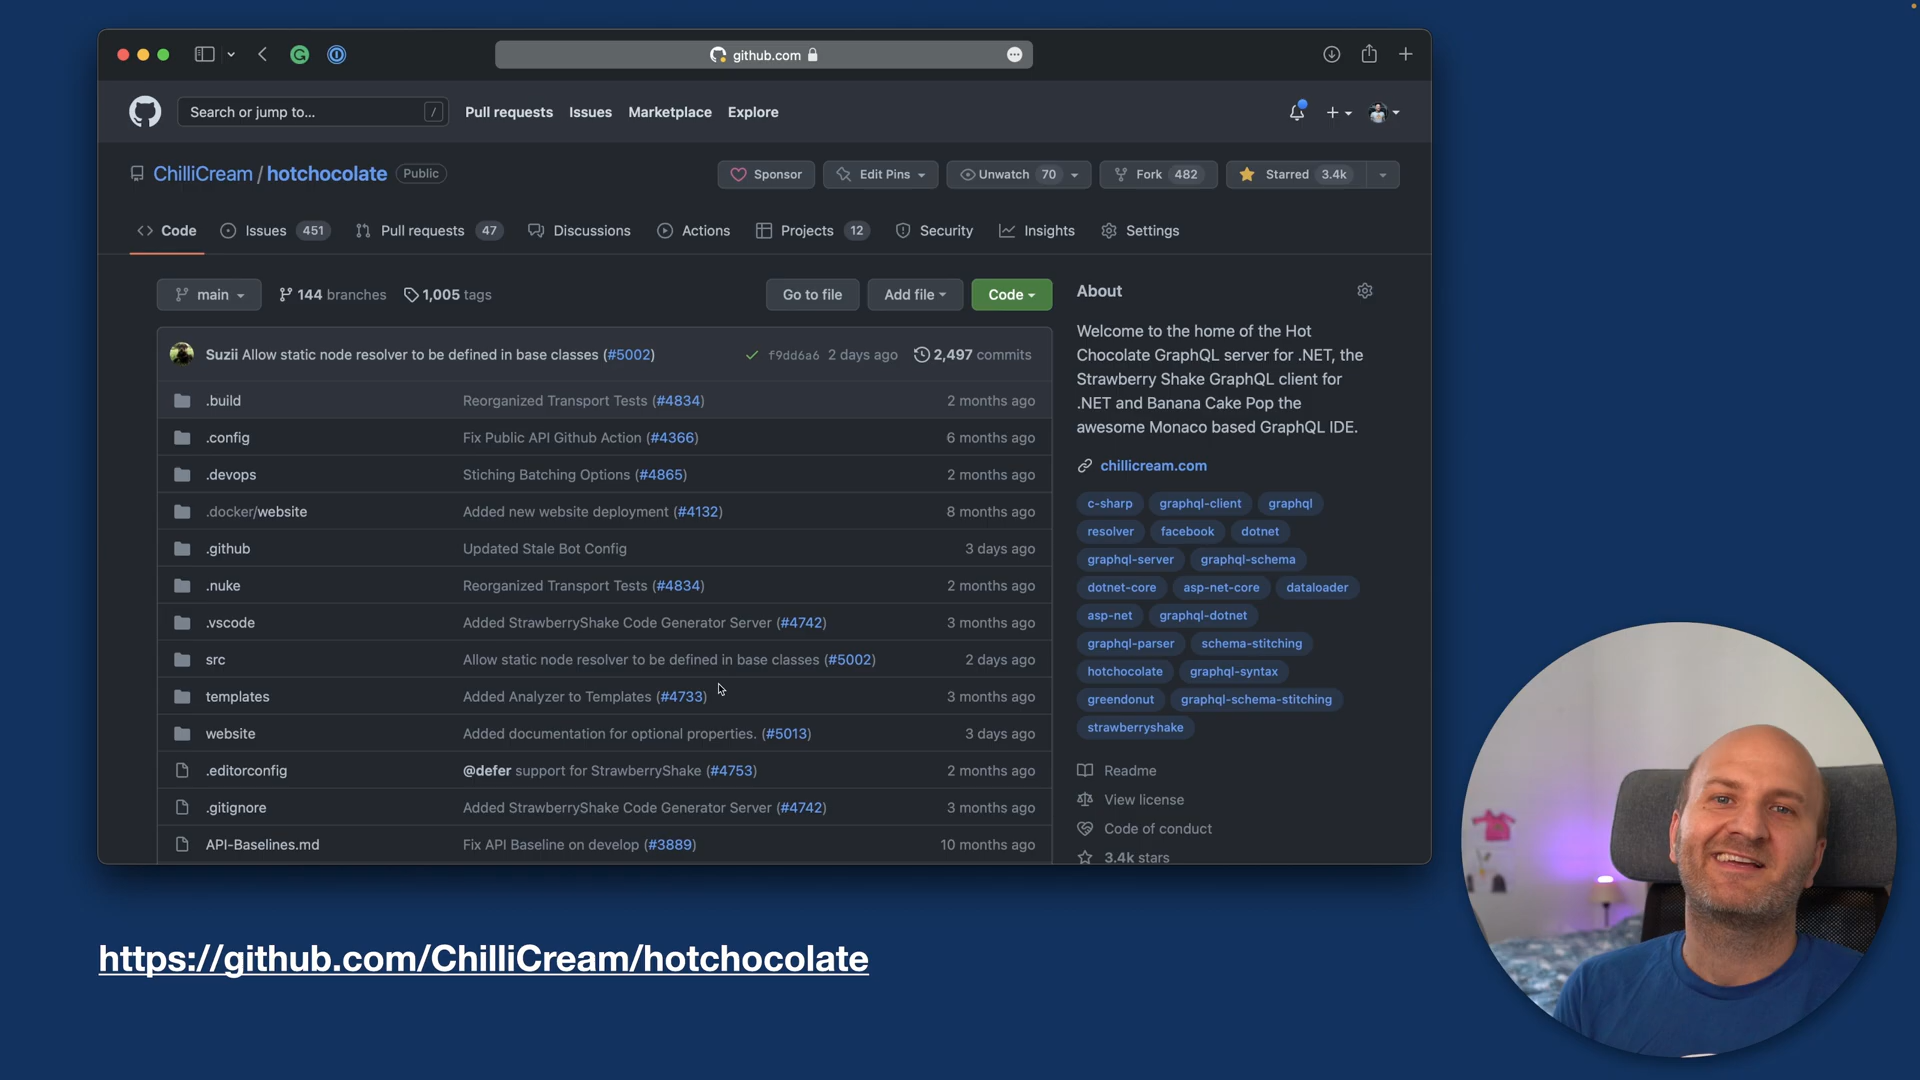 github.com
Search or jump to... /
Pull requests Issues Marketplace Explore
ChilliCream / hotchocolate Public
Sponsor Edit Pins Unwatch 70 Fork 482 Starred 3.4k
Code Issues 451 Pull requests 47 Discussions Actions Projects 12 Security Insights Settings
main 144 branches 1,005 tags Go to file Add file Code
Suzii Allow static node resolver to be defined in base classes (#5002) f9dd6a6 2 days ago 2,497 commits
.build Reorganized Transport Tests (#4834) 2 months ago
.config Fix Public API Github Action (#4366) 6 months ago
.devops Stiching Batching Options (#4865) 2 months ago
.docker/website Added new website deployment (#4132) 8 months ago
.github Updated Stale Bot Config 3 days ago
.nuke Reorganized Transport Tests (#4834) 2 months ago
.vscode Added StrawberryShake Code Generator Server (#4742) 3 months ago
src Allow static node resolver to be defined in base classes (#5002) 2 days ago
templates Added Analyzer to Templates (#4733) 3 months ago
website Added documentation for optional properties. (#5013) 3 days ago
.editorconfig @defer support for StrawberryShake (#4753) 2 months ago
.gitignore Added StrawberryShake Code Generator Server (#4742) 3 months ago
API-Baselines.md Fix API Baseline on develop (#3889) 10 months ago
About
Welcome to the home of the Hot
Chocolate GraphQL server for .NET, the
Strawberry Shake GraphQL client for
.NET and Banana Cake Pop the
awesome Monaco based GraphQL IDE.
chillicream.com
c-sharp graphql-client graphql
resolver facebook dotnet
graphql-server graphql-schema
dotnet-core asp-net-core dataloader
asp-net graphql-dotnet
graphql-parser schema-stitching
hotchocolate graphql-syntax
greendonut graphql-schema-stitching
strawberryshake
Readme
View license
Code of conduct
3.4k stars
https://github.com/ChilliCream/hotchocolate